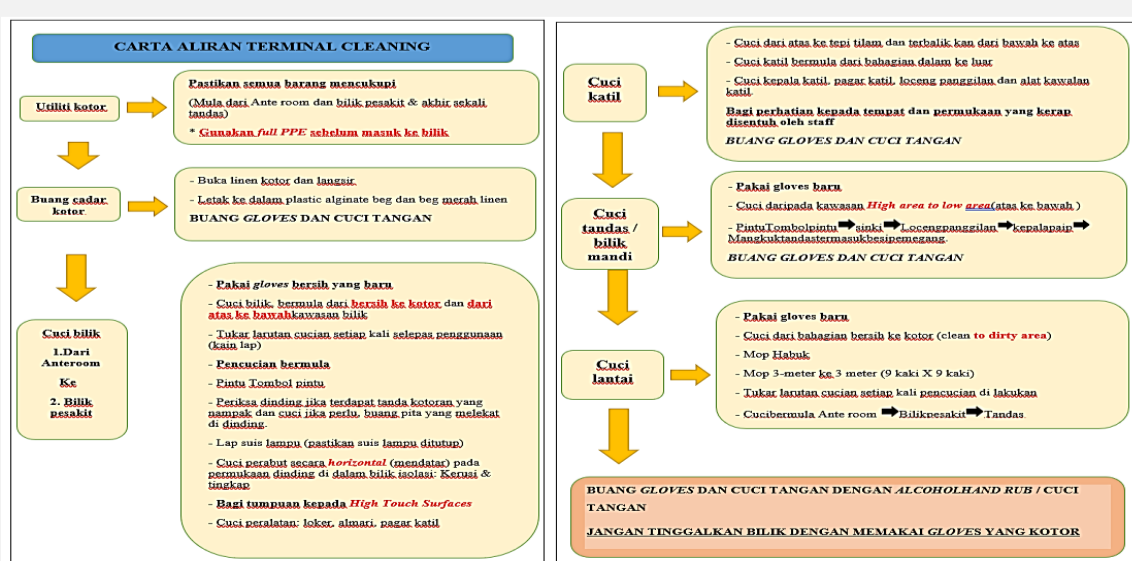 CARTA ALIRAN TERMINAL CLEANING
Utiliti kotor
Pastikan semua barang mencukupi
(Mula dari Ante room dan bilik pesakit & akhir sekali
tandas)
* Gunakan full PPE sebelum masuk ke bilik
Buang cadar
kotor
- Buka linen kotor dan langsir
- Letak ke dalam plastic alginate beg dan beg merah linen
BUANG GLOVES DAN CUCI TANGAN
Cuci bilik
1.Dari
Anteroom
Ke
2. Bilik
pesakit
- Pakai gloves bersih yang baru
- Cuci bilik, bermula dari bersih ke kotor dan dari
atas ke bawahkawasan bilik
- Tukar larutan cucian setiap kali selepas penggunaan
(kain lap)
- Pencucian bermula
- Pintu Tombol pintu
- Periksa dinding jika terdapat tanda kotoran yang
nampak dan cuci jika perlu, buang pita yang melekat
di dinding.
- Lap suis lampu (pastikan suis lampu ditutup)
- Cuci perabut secara horizontal (mendatar) pada
permukaan dinding di dalam bilik isolasi: Kerusi &
tingkap
- Bagi tumpuan kepada High Touch Surfaces
- Cuci peralatan: loker, almari, pagar katil
Cuci
katil
- Cuci dari atas ke tepi tilam dan terbalik kan dari bawah ke atas
- Cuci katil bermula dari bahagian dalam ke luar
- Cuci kepala katil, pagar katil, loceng panggilan dan alat kawalan
katil.
Bagi perhatian kepada tempat dan permukaan yang kerap
disentuh oleh staff
BUANG GLOVES DAN CUCI TANGAN
Cuci
tandas /
bilik
mandi
- Pakai gloves baru
- Cuci daripada kawasan High area to low area(atas ke bawah )
- PintuTombolpintu➡sinki➡Locengpanggilan➡kepalapaip➡
Mangkuktandastermasukbesipemegang.
BUANG GLOVES DAN CUCI TANGAN
Cuci
lantai
- Pakai gloves baru
- Cuci dari bahagian bersih ke kotor (clean to dirty area)
- Mop Habuk
- Mop 3-meter ke 3 meter (9 kaki X 9 kaki)
- Tukar larutan cucian setiap kali pencucian di lakukan
- Cucibermula Ante room ➡Bilikpesakit➡Tandas.
BUANG GLOVES DAN CUCI TANGAN DENGAN ALCOHOLHAND RUB / CUCI
TANGAN
JANGAN TINGGALKAN BILIK DENGAN MEMAKAI GLOVES YANG KOTOR